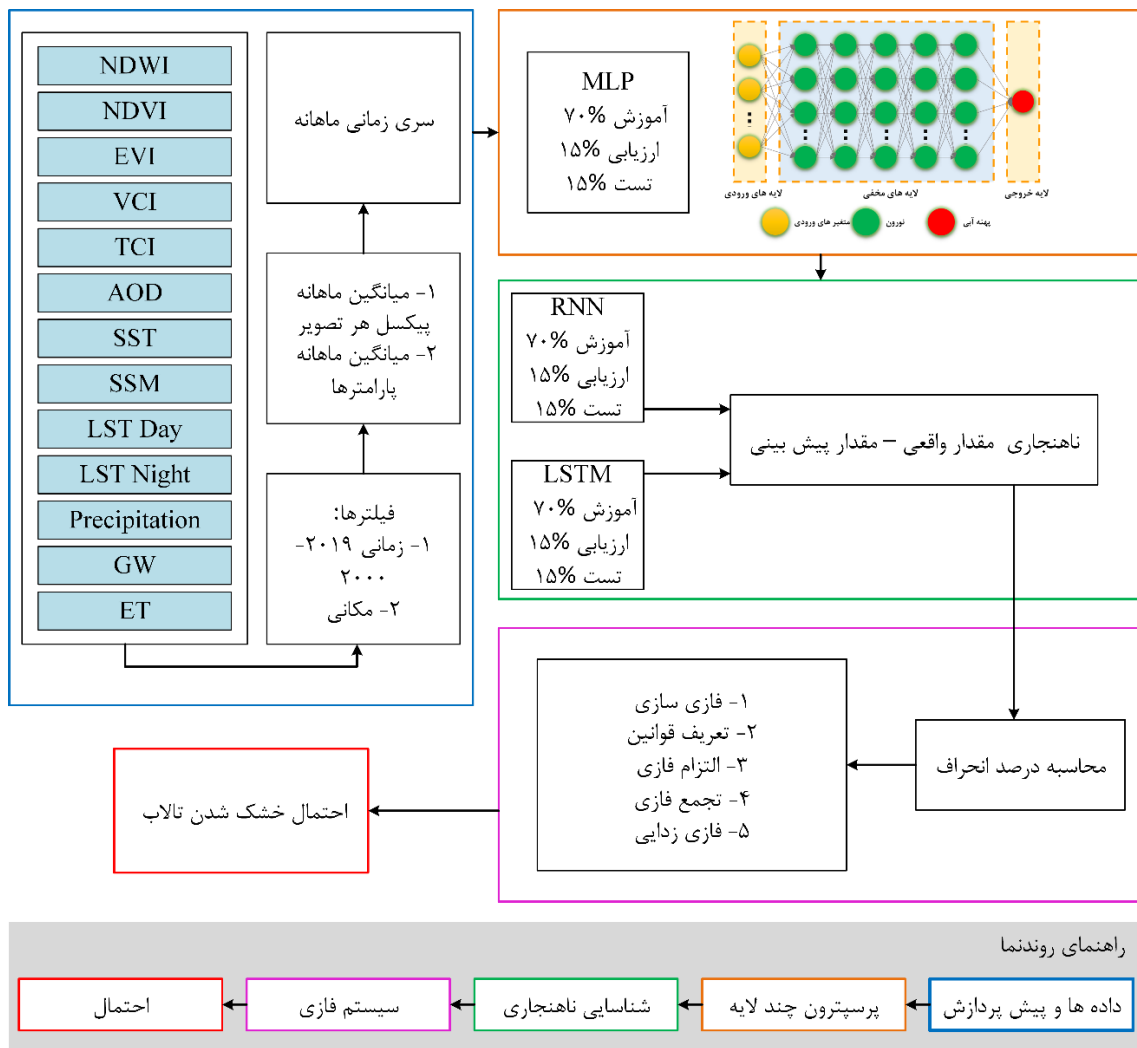 NDWI
NDVI
EVI
VCI
TCI
AOD
SST
SSM
LST Day
LST Night
Precipitation
GW
ET
سری زمانی ماهانه
۱- میانگین ماهانه
پیکسل هر تصویر
۲- میانگین ماهانه
پارامترها
فیلترها:
۱- زمانی ۲۰۱۹-
۲۰۰۰
۲- مکانی
MLP
آموزش ۷۰%
ارزیابی ۱۵%
تست ۱۵%
لایه های ورودی
لایه های مخفی
لایه خروجی
متغیر های ورودی
نورون
پهنه آبی
RNN
آموزش ۷۰%
ارزیابی ۱۵%
تست ۱۵%
LSTM
آموزش ۷۰%
ارزیابی ۱۵%
تست ۱۵%
ناهنجاری مقدار واقعی – مقدار پیش بینی
محاسبه درصد انحراف
۱- فازی سازی
۲- تعریف قوانین
۳- التزام فازی
۴- تجمع فازی
۵- فازی زدایی
احتمال خشک شدن تالاب
راهنمای روندنما
داده ها و پیش پردازش
پرسپترون چند لایه
شناسایی ناهنجاری
سیستم فازی
احتمال